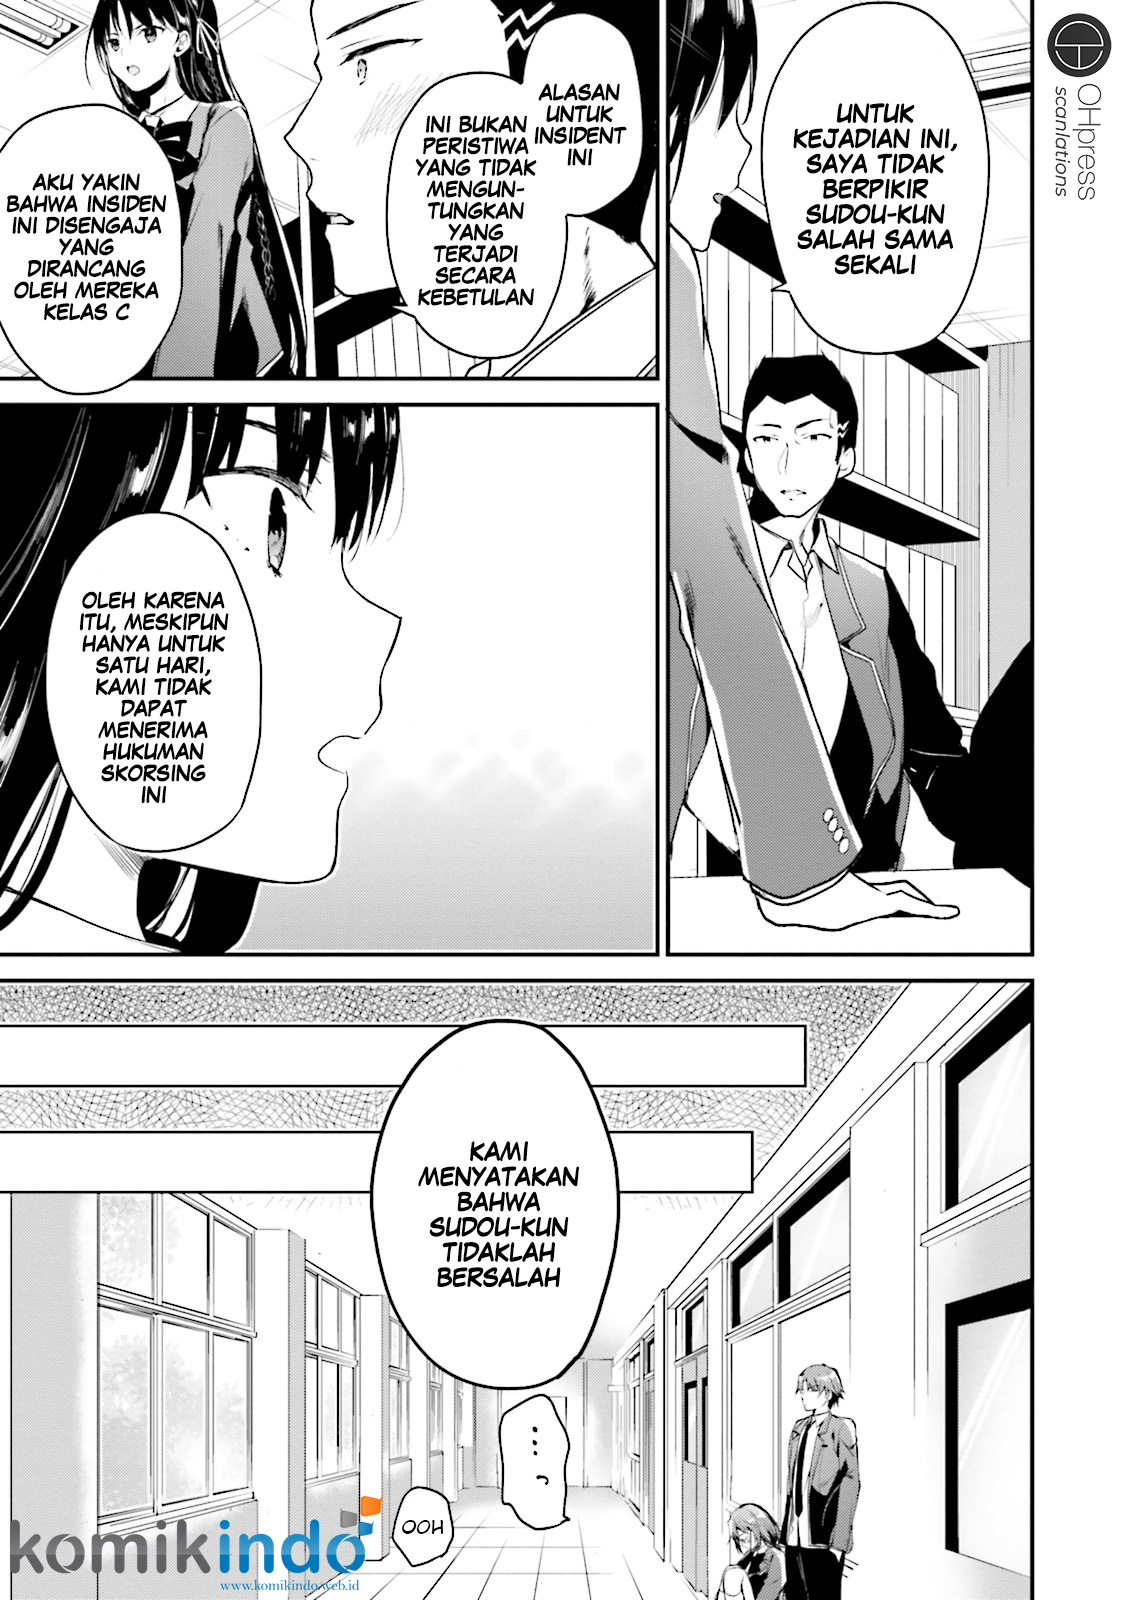 OHpress
scanlations
UNTUK
KEJADIAN INI,
SAYA TIDAK
BERPIKIR
SUDOU-KUN
SALAH SAMA
SEKALI
ALASAN
UNTUK
INSIDENT
INI
INI BUKAN
PERISTIWA
YANG TIDAK
MENGUN-
TUNGKAN
YANG
TERJADI
SECARA
KEBETULAN
AKU YAKIN
BAHWA INSIDEN
INI DISENGAJA
YANG
DIRANCANG
OLEH MEREKA
KELAS C
OLEH KARENA
ITU, MESKIPUN
HANYA UNTUK
SATU HARI,
KAMI TIDAK
DAPAT
MENERIMA
HUKUMAN
SKORSING
INI
KAMI
MENYATAKAN
BAHWA
SUDOU-KUN
TIDAKLAH
BERSALAH
OOH
komikindo
www.komikindo.web.id